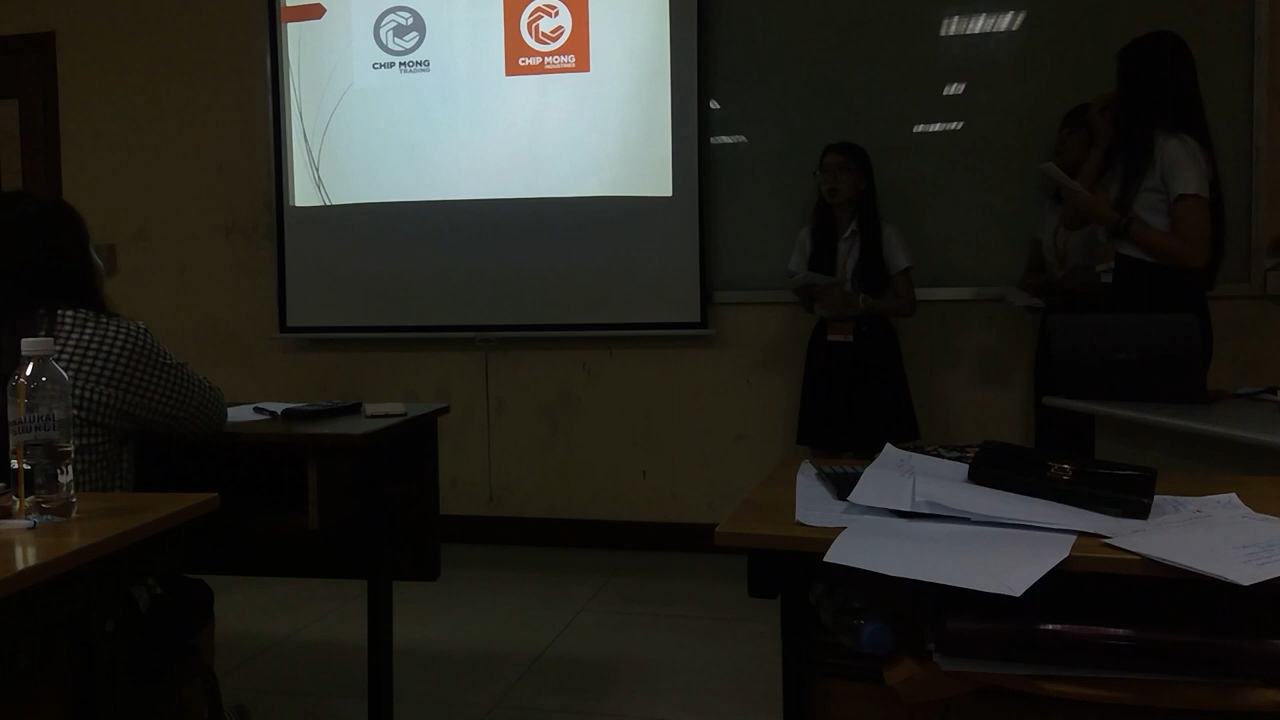 CHIP MONG
TRADING
CHIP MONG
INDUSTRIES
NATURAL
SOURCE